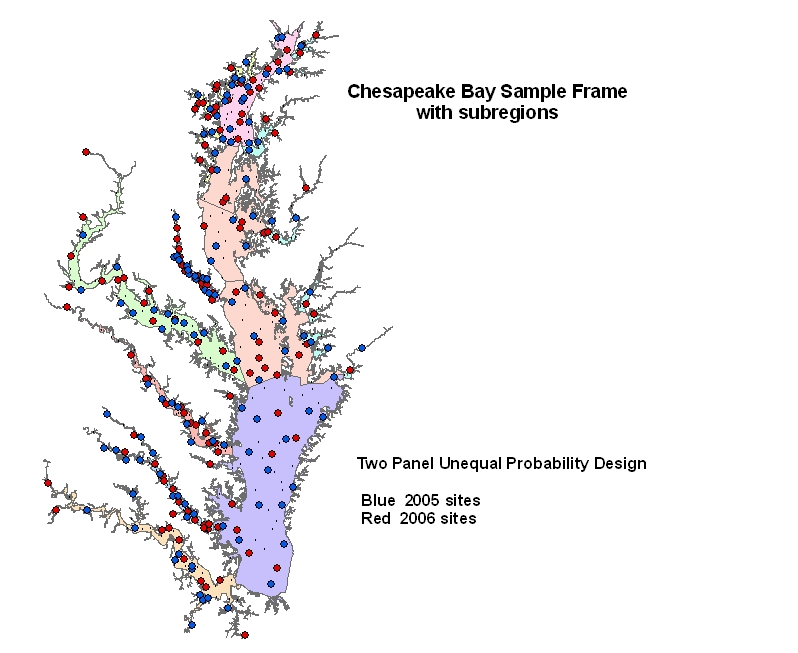 Chesapeake Bay Sample Frame
with subregions
Two Panel Unequal Probability Design
Blue 2005 sites
Red 2006 sites